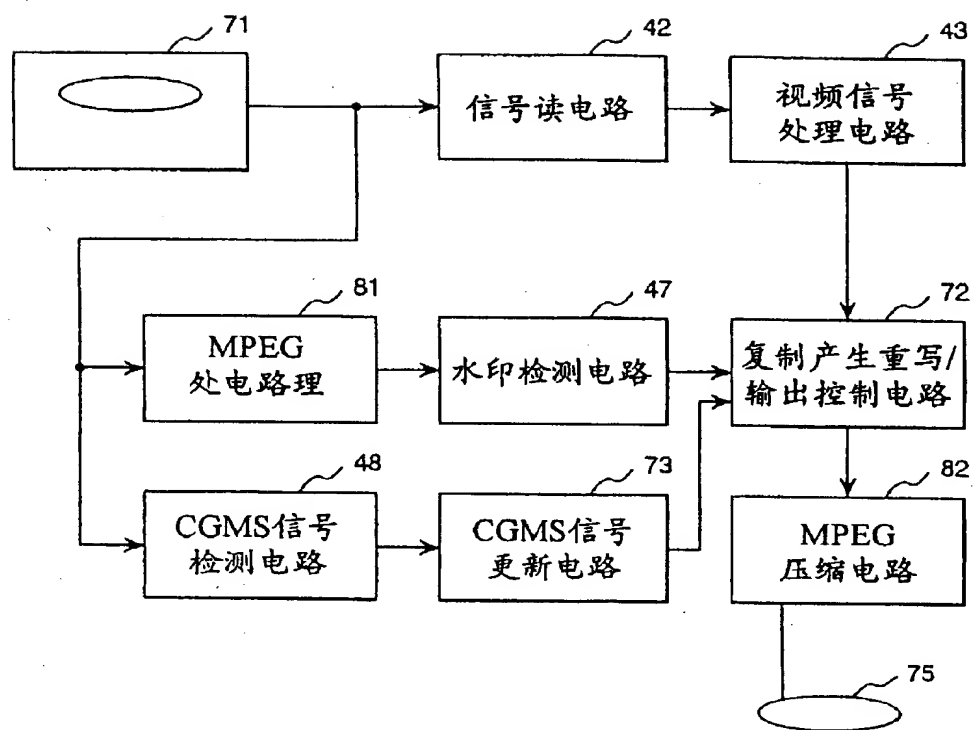 71
42
信号读电路
43
视频信号
处理电路
81
MPEG
处电路理
47
水印检测电路
72
复制产生重写/
输出控制电路
48
CGMS信号
检测电路
73
CGMS信号
更新电路
82
MPEG
压缩电路
75